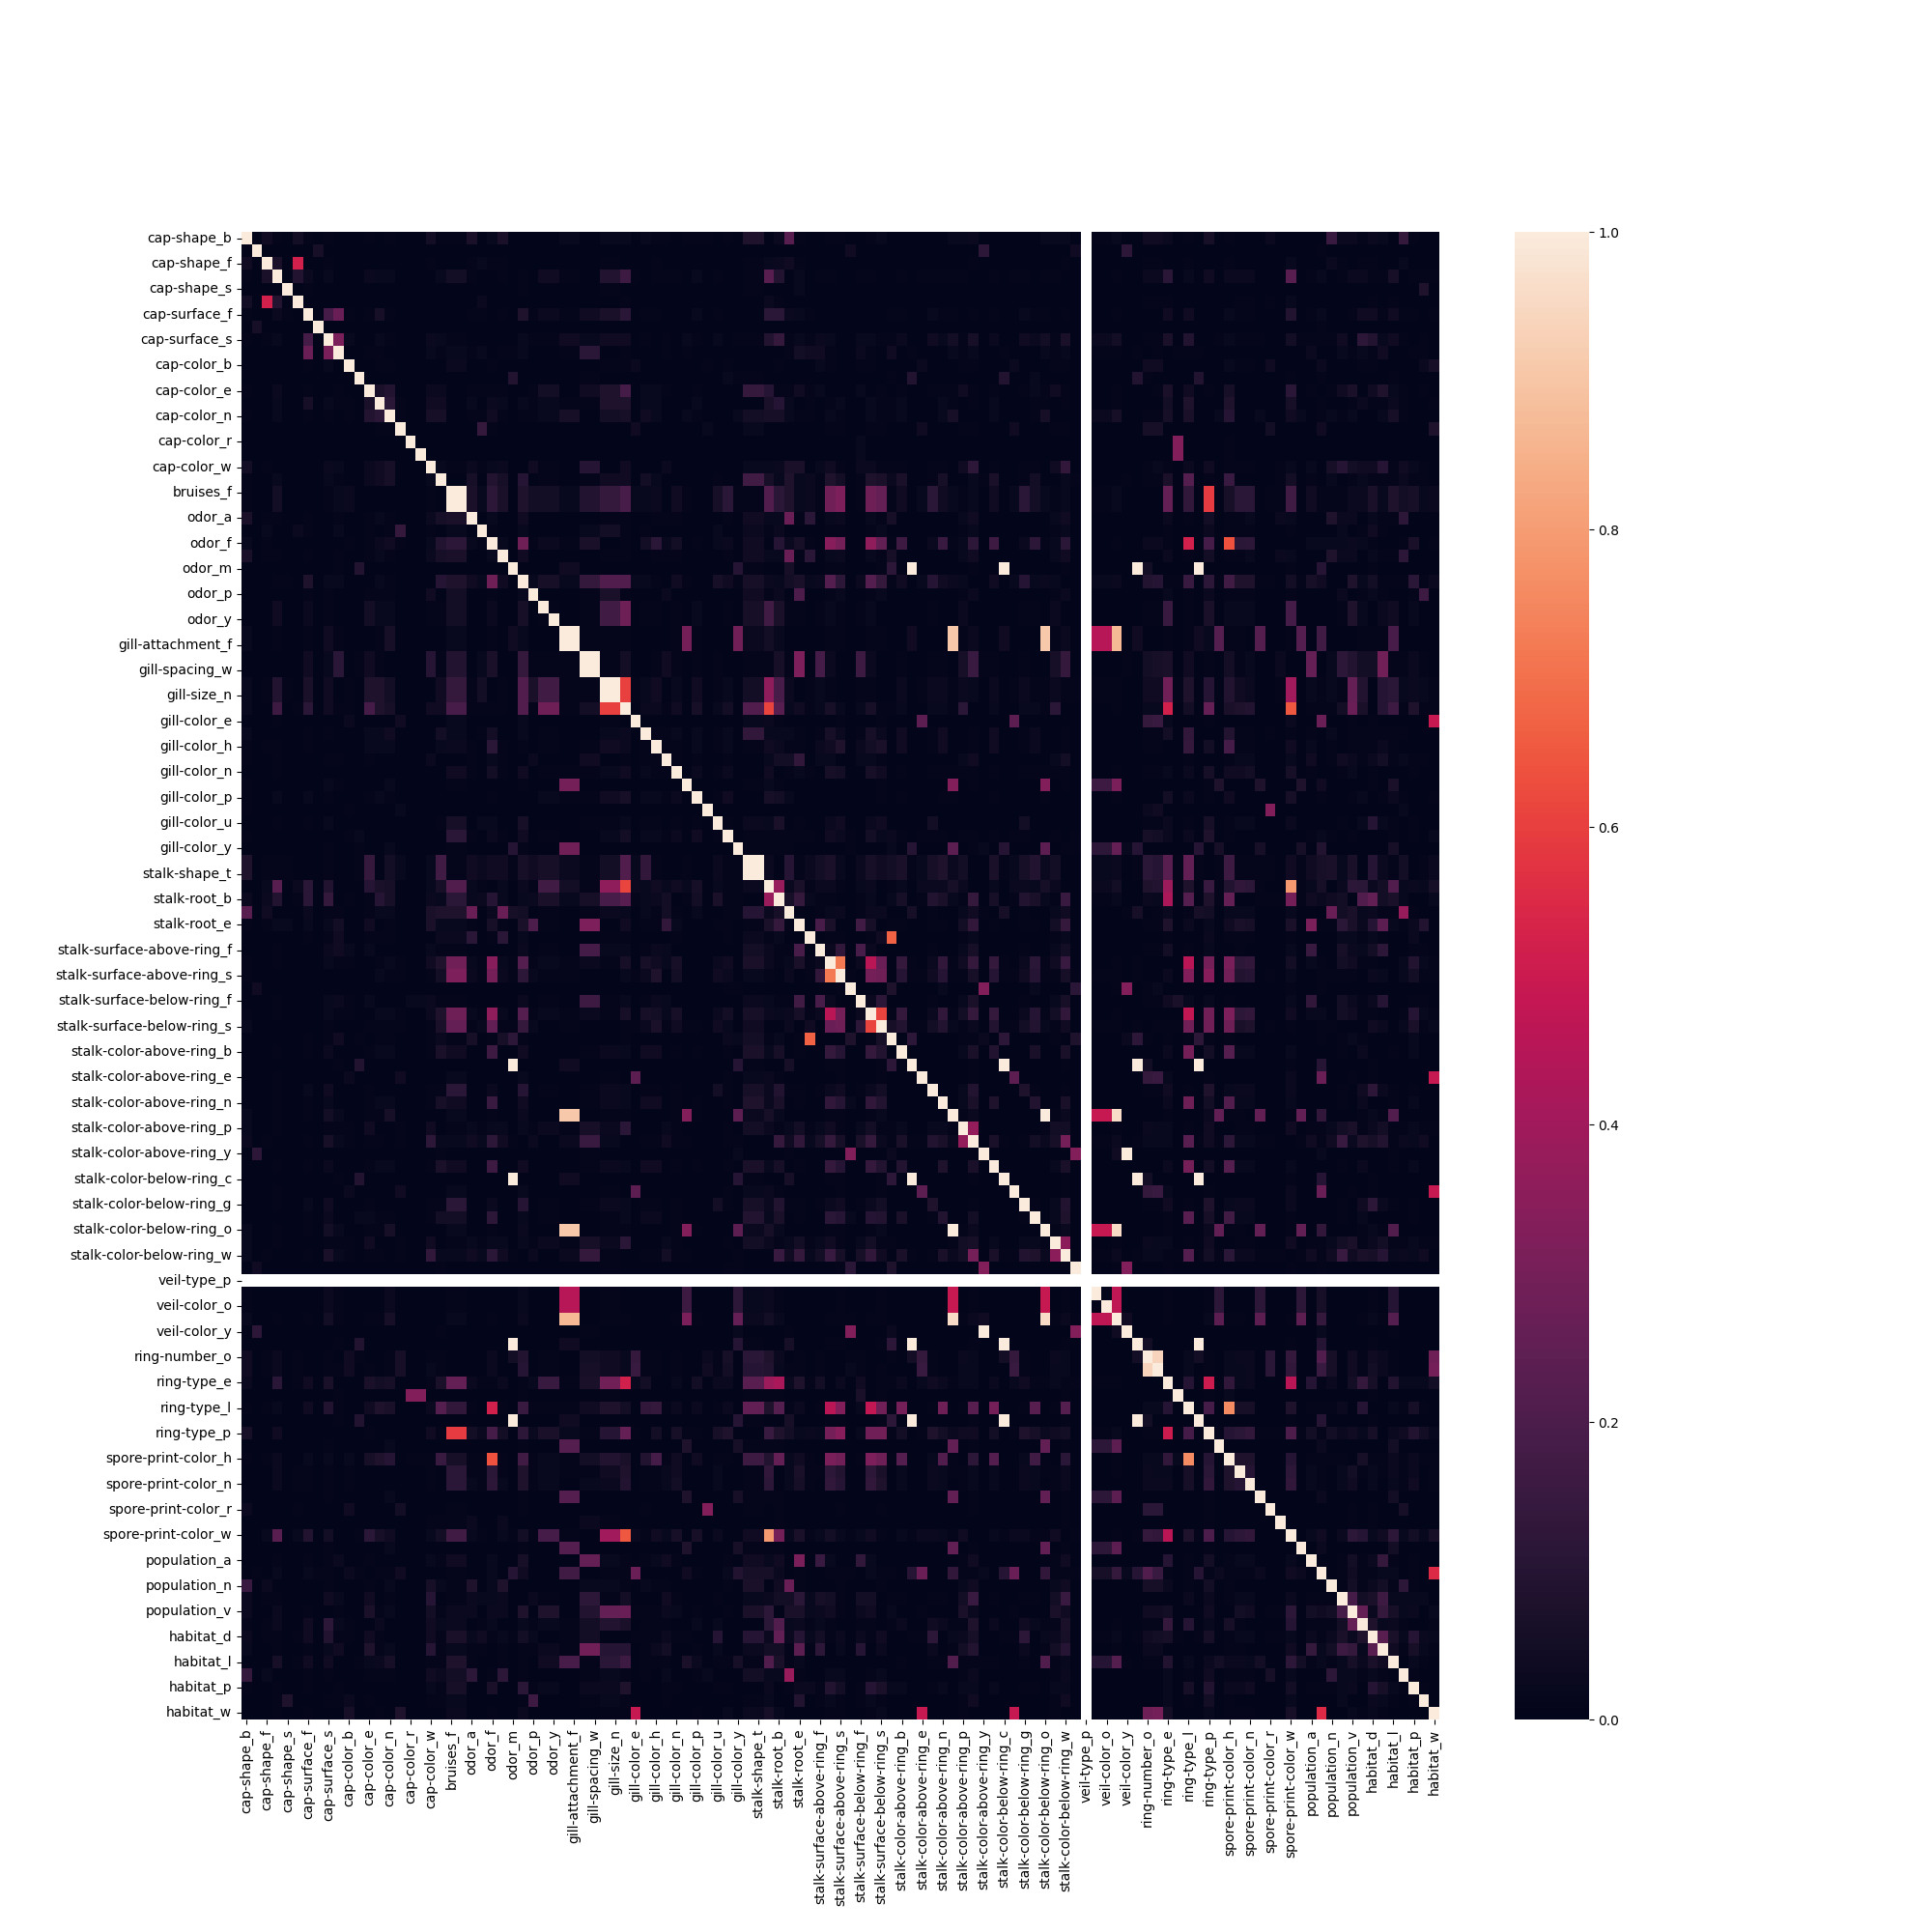 cap-shape_b
cap-shape_f
cap-shape_s
cap-surface_f
cap-surface_s
cap-color_b
cap-color_e
cap-color_n
cap-color_r
cap-color_w
bruises_f
odor_a
odor_f
odor_m
odor_p
odor_y
gill-attachment_f
gill-spacing_w
gill-size_n
gill-color_e
gill-color_h
gill-color_n
gill-color_p
gill-color_u
gill-color_y
stalk-shape_t
stalk-root_b
stalk-root_e
stalk-surface-above-ring_f
stalk-surface-above-ring_s
stalk-surface-below-ring_f
stalk-surface-below-ring_s
stalk-color-above-ring_b
stalk-color-above-ring_e
stalk-color-above-ring_n
stalk-color-above-ring_p
stalk-color-above-ring_y
stalk-color-below-ring_c
stalk-color-below-ring_g
stalk-color-below-ring_o
stalk-color-below-ring_w
veil-type_p
veil-color_o
veil-color_y
ring-number_o
ring-type_e
ring-type_l
ring-type_p
spore-print-color_h
spore-print-color_n
spore-print-color_r
spore-print-color_w
population_a
population_n
population_v
habitat_d
habitat_l
habitat_p
habitat_w
cap-shape_b
cap-shape_f
cap-shape_s
cap-surface_f
cap-surface_s
cap-color_b
cap-color_e
cap-color_n
cap-color_r
cap-color_w
bruises_f
odor_a
odor_f
odor_m
odor_p
odor_y
gill-attachment_f
gill-spacing_w
gill-size_n
gill-color_e
gill-color_h
gill-color_n
gill-color_p
gill-color_u
gill-color_y
stalk-shape_t
stalk-root_b
stalk-root_e
stalk-surface-above-ring_f
stalk-surface-above-ring_s
stalk-surface-below-ring_f
stalk-surface-below-ring_s
stalk-color-above-ring_b
stalk-color-above-ring_e
stalk-color-above-ring_n
stalk-color-above-ring_p
stalk-color-above-ring_y
stalk-color-below-ring_c
stalk-color-below-ring_g
stalk-color-below-ring_o
stalk-color-below-ring_w
veil-type_p
veil-color_o
veil-color_y
ring-number_o
ring-type_e
ring-type_l
ring-type_p
spore-print-color_h
spore-print-color_n
spore-print-color_r
spore-print-color_w
population_a
population_n
population_v
habitat_d
habitat_l
habitat_p
habitat_w
1.0
0.8
0.6
0.4
0.2
0.0